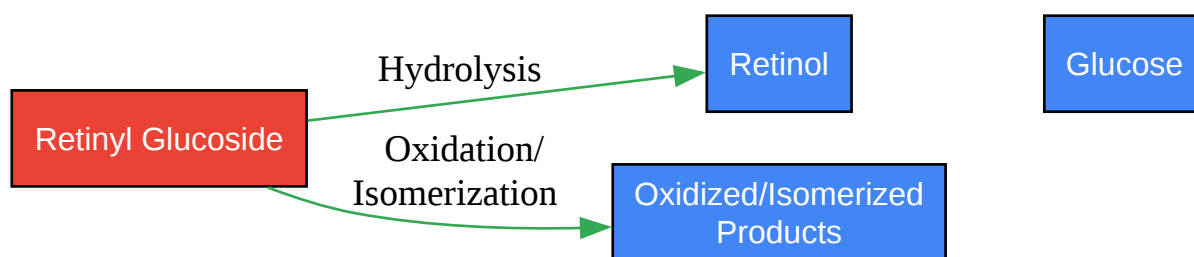 Hydrolysis
Retinol
Glucose
Retinyl Glucoside
Oxidation/
Isomerization
Oxidized/Isomerized
Products